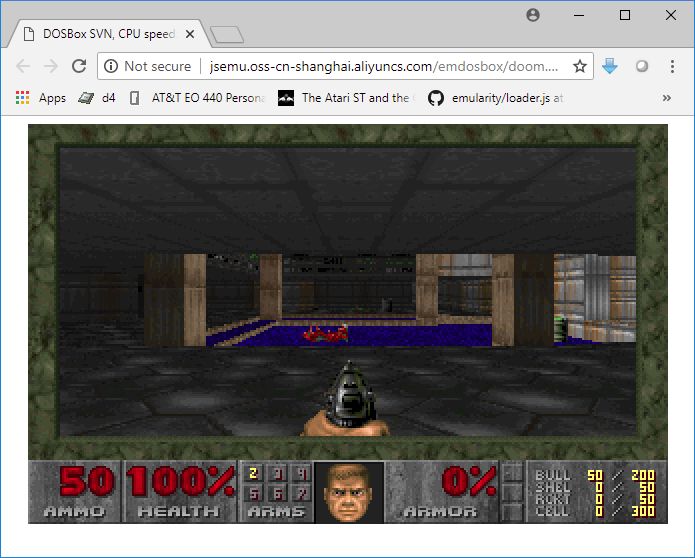 DOSBox SVN, CPU speed:
Not secure | jsemu.oss-cn-shanghai.aliyuncs.com/emdosbox/doom....
Apps d4 AT&T EO 440 Persona The Atari ST and the emularity/loader.js at »
50 100% 2 3 4 0% BULL 50 / 200
SHEL 0 / 50
5 6 7 RCKT 0 / 50
AMMO HEALTH ARMS ARMOR CELL 0 / 300